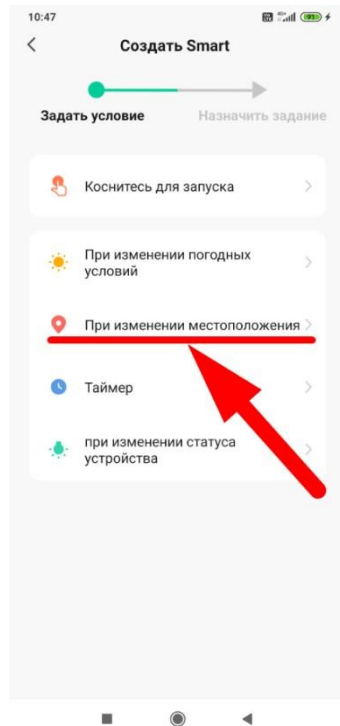 10:47
Создать Smart
Задать условие
Назначить задание
Коснитесь для запуска
При изменении погодных
условий
При изменении местоположения
Таймер
при изменении статуса
устройства